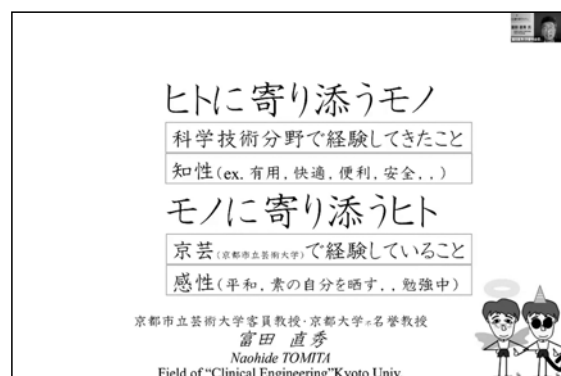 ヒトに寄り添うモノ
科学技術分野で経験してきたこと
知性(ex. 有用, 快適, 便利, 安全, . )
モノに寄り添うヒト
京芸(京都市立芸術大学)で経験していること
感性(平和, 素の自分を晒す, . , 勉強中)
京都市立芸術大学客員教授・京都大学名誉教授
富田 直秀
Naohide TOMITA
Field of “Clinical Engineering”Kyoto Univ.